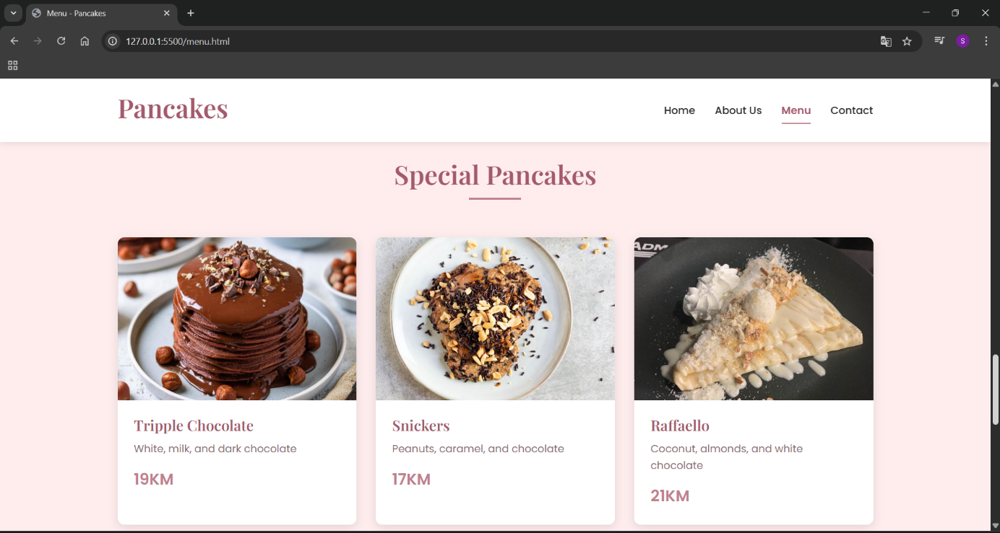 Menu - Pancakes
127.0.0.1:5500/menu.html
S
Pancakes
Home About Us Menu Contact
Special Pancakes
ADM
Tripple Chocolate
White, milk, and dark chocolate
19KM
Snickers
Peanuts, caramel, and chocolate
17KM
Raffaello
Coconut, almonds, and white
chocolate
21KM